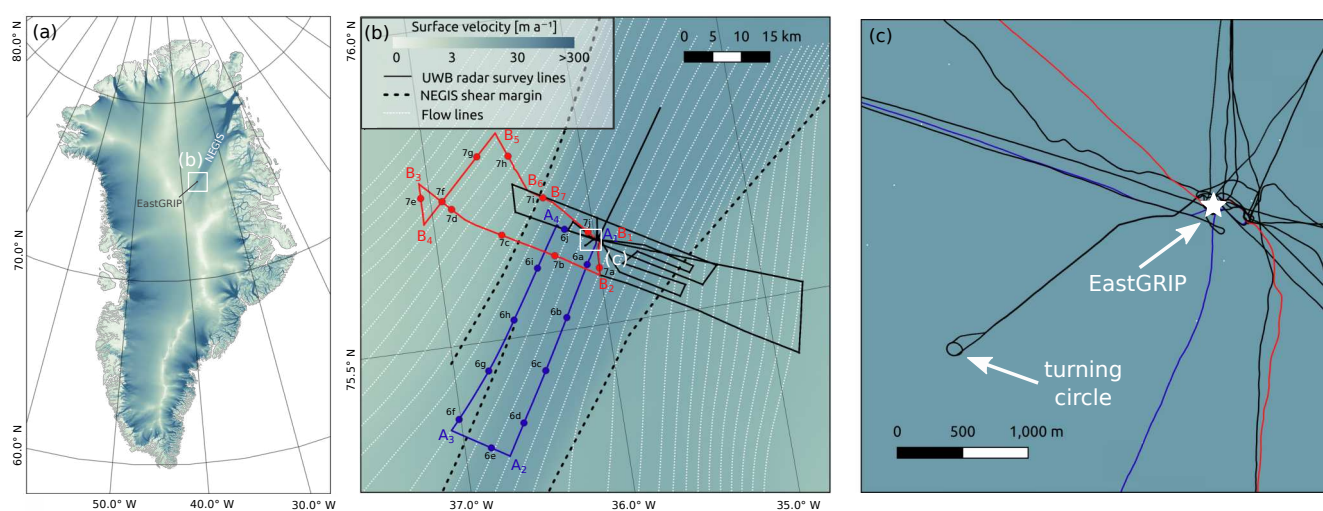 (a)
80.0° N
70.0° N
60.0° N
50.0° W
40.0° W
30.0° W
(b)
NEGIS
EastGRIP
(b)
Surface velocity [m a⁻¹]
0 3 30 >300
UWB radar survey lines
NEGIS shear margin
Flow lines
0 5 10 15 km
76.0° N
75.5° N
37.0° W
36.0° W
35.0° W
B₅
7g
7h
B₃
7e
7f
7d
B₄
B₆
7i
B₇
7c
7b
7j
B₁
7a
B₂
A₄
6j
A₁
6a
(c)
6i
6h
6b
6g
6c
6f
6d
A₃
6e
A₂
(c)
EastGRIP
turning
circle
0 500 1,000 m